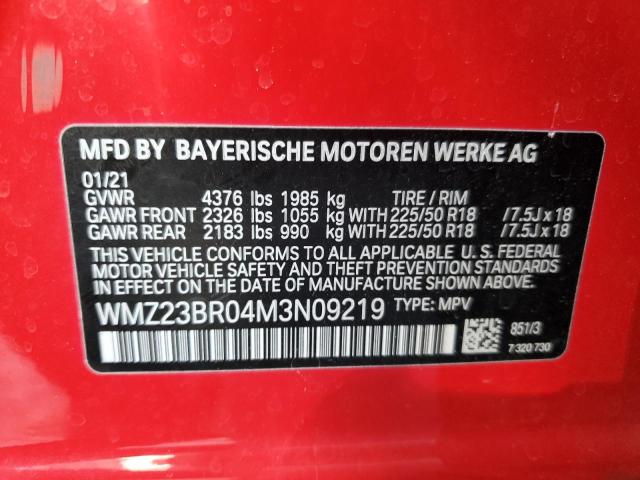 MFD BY BAYERISCHE MOTOREN WERKE AG
01/21
GVWR 4376 lbs 1985 kg TIRE / RIM
GAWR FRONT 2326 lbs 1055 kg WITH 225/50 R18 /7.5J x 18
GAWR REAR 2183 lbs 990 kg WITH 225/50 R18 /7.5J x 18
THIS VEHICLE CONFORMS TO ALL APPLICABLE U. S. FEDERAL
MOTOR VEHICLE SAFETY AND THEFT PREVENTION STANDARDS
IN EFFECT ON THE DATE OF MANUFACTURE SHOWN ABOVE.
WMZ23BR04M3N09219 TYPE: MPV
851/3
7 320 730